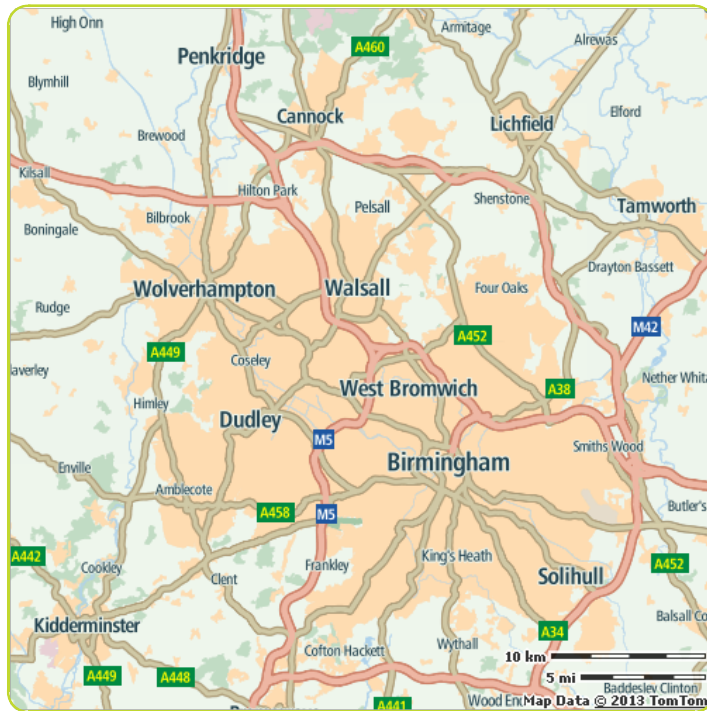 High Onn
Armitage
Alrewas
A460
Penkridge
Blymhill
Cannock
Lichfield
Elford
Brewood
Kilsall
Hilton Park
Pelsall
Shenstone
Tamworth
Bilbrook
Boningale
Drayton Bassett
Wolverhampton
Walsall
Four Oaks
Rudge
M42
A452
A449
Coseley
Nether Whita
West Bromwich
A38
Himley
Dudley
M5
Smiths Wood
Birmingham
Enville
Amblecote
Butler's
A458
M5
A442
King's Heath
Cookley
Clent
Frankley
A452
Solihull
Balsall Co
Kidderminster
A34
Cofton Hackett
Wythall
10 km
A449
A448
5 mi
Baddesley Clinton
A441
Wood End
Map Data © 2013 TomTom